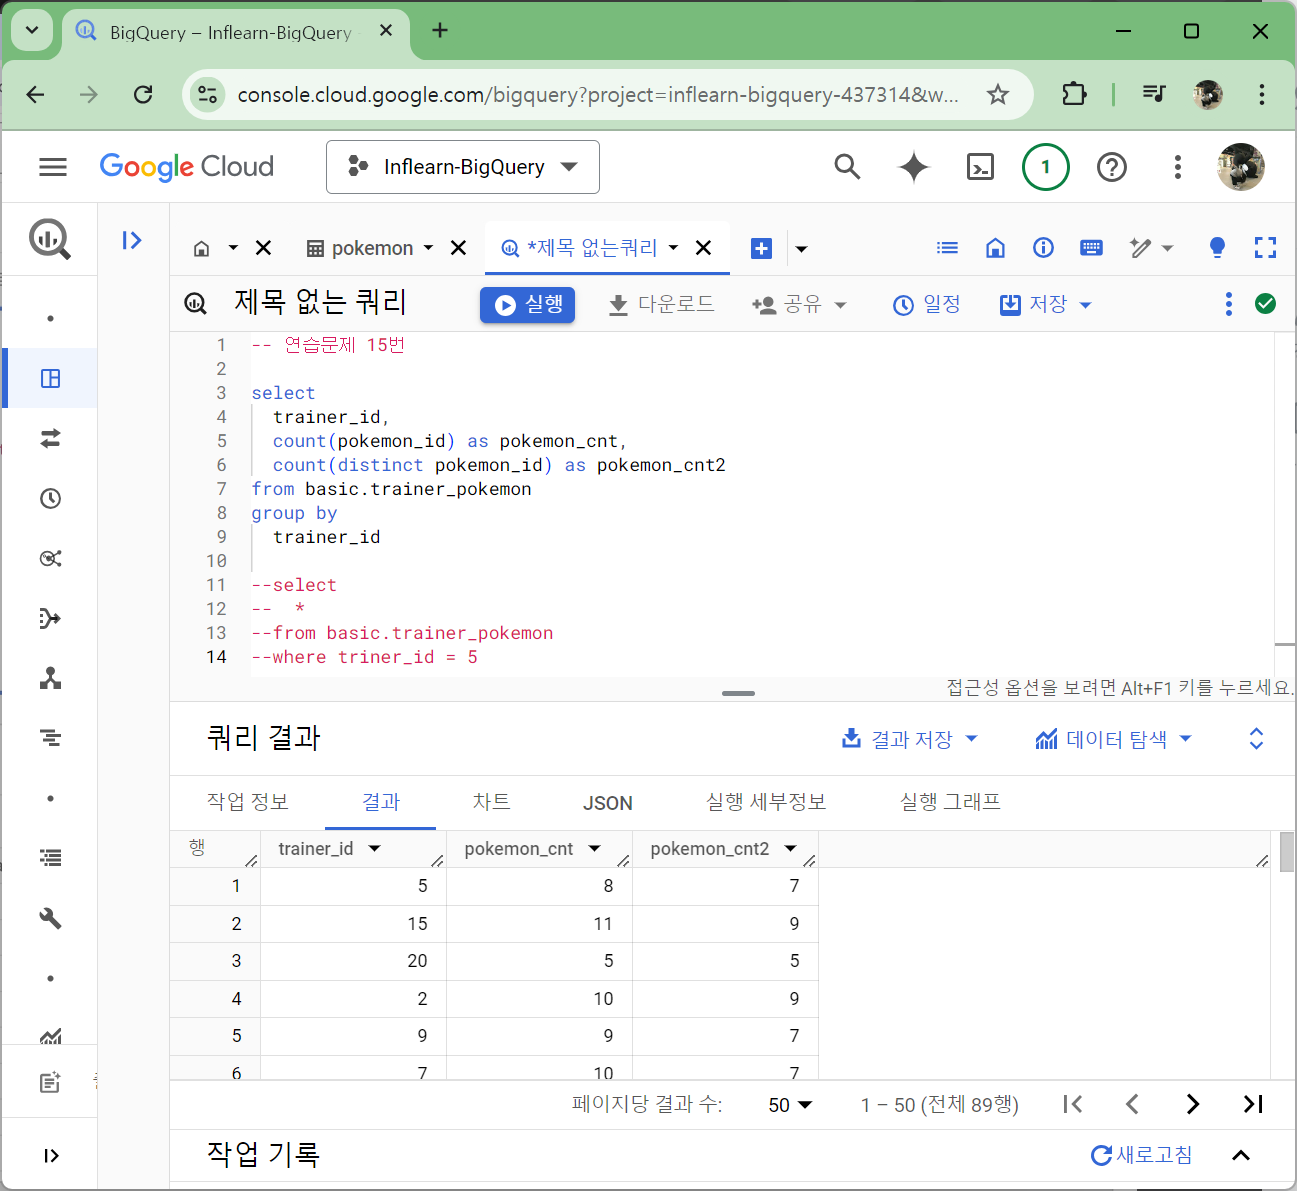 BigQuery – Inflearn-BigQuery
console.cloud.google.com/bigquery?project=inflearn-bigquery-437314&w...
Google Cloud
Inflearn-BigQuery
1
pokemon
*제목 없는쿼리
제목 없는 쿼리
실행
다운로드
공유
일정
저장
1 -- 연습문제 15번
2
3 select
4 trainer_id,
5 count(pokemon_id) as pokemon_cnt,
6 count(distinct pokemon_id) as pokemon_cnt2
7 from basic.trainer_pokemon
8 group by
9 trainer_id
10
11 --select
12 -- *
13 --from basic.trainer_pokemon
14 --where triner_id = 5
접근성 옵션을 보려면 Alt+F1 키를 누르세요.
쿼리 결과
결과 저장
데이터 탐색
작업 정보
결과
차트
JSON
실행 세부정보
실행 그래프
행 trainer_id pokemon_cnt pokemon_cnt2
1 5 8 7
2 15 11 9
3 20 5 5
4 2 10 9
5 9 9 7
6 7 10 7
페이지당 결과 수: 50 1 – 50 (전체 89행)
작업 기록
새로고침